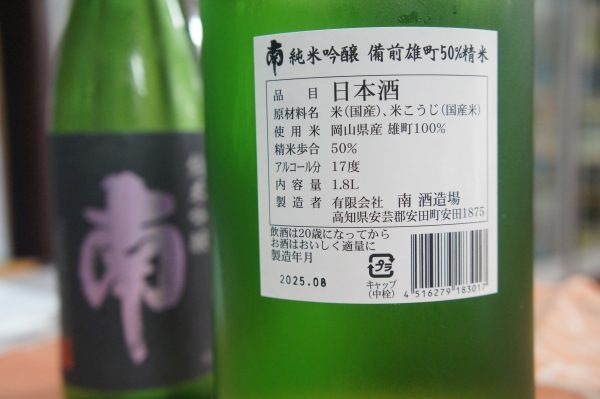 南 純米吟醸 備前雄町50%精米
品目 日本酒
原材料名 米(国産)、米こうじ(国産米)
使用米 岡山県産 雄町100%
精米歩合 50%
アルコール分 17度
内容量 1.8L
製造者 有限会社 南 酒造場
高知県安芸郡安田町安田1875
飲酒は20歳になってから
お酒はおいしく適量に
製造年月
2025.08
プラ
キャップ
(中栓)
4 516279 183017
南
純米吟醸